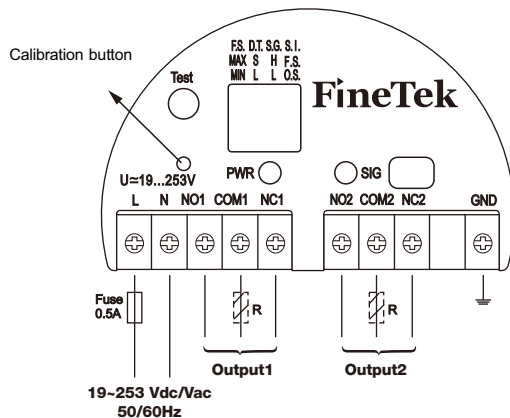 Calibration button
F.S. D.T. S.G. S.I.
MAX S H F.S.
MIN L L O.S.
Test
FineTek
PWR
SIG
U≃19...253V
L N NO1 COM1 NC1 NO2 COM2 NC2 GND
Fuse
0.5A
R
R
Output1
Output2
19~253 Vdc/Vac
50/60Hz